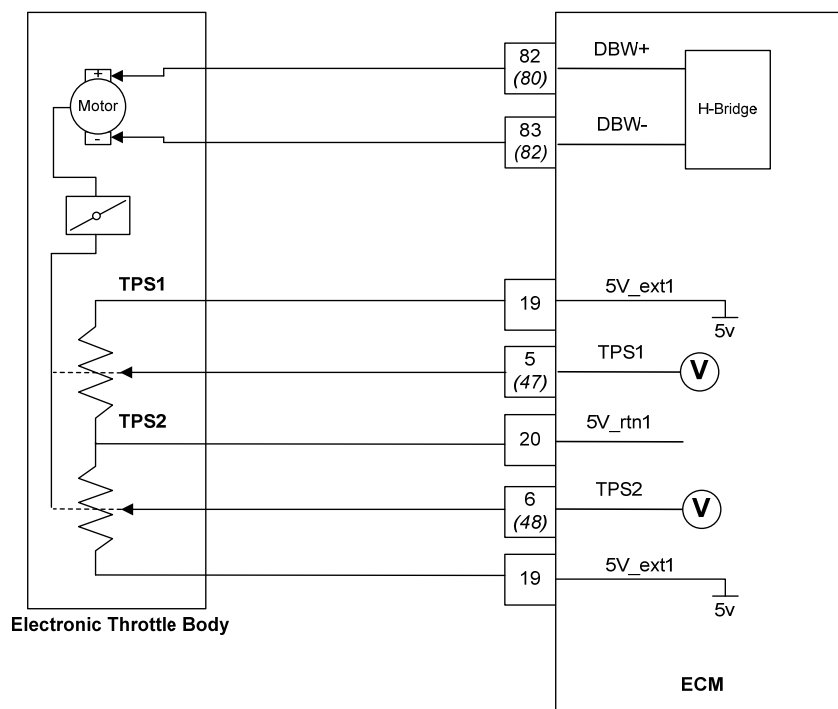 +
Motor
-
82
(80)
DBW+
H-Bridge
83
(82)
DBW-
TPS1
19
5V_ext1
5v
5
(47)
TPS1
V
TPS2
20
5V_rtn1
6
(48)
TPS2
V
19
5V_ext1
5v
Electronic Throttle Body
ECM